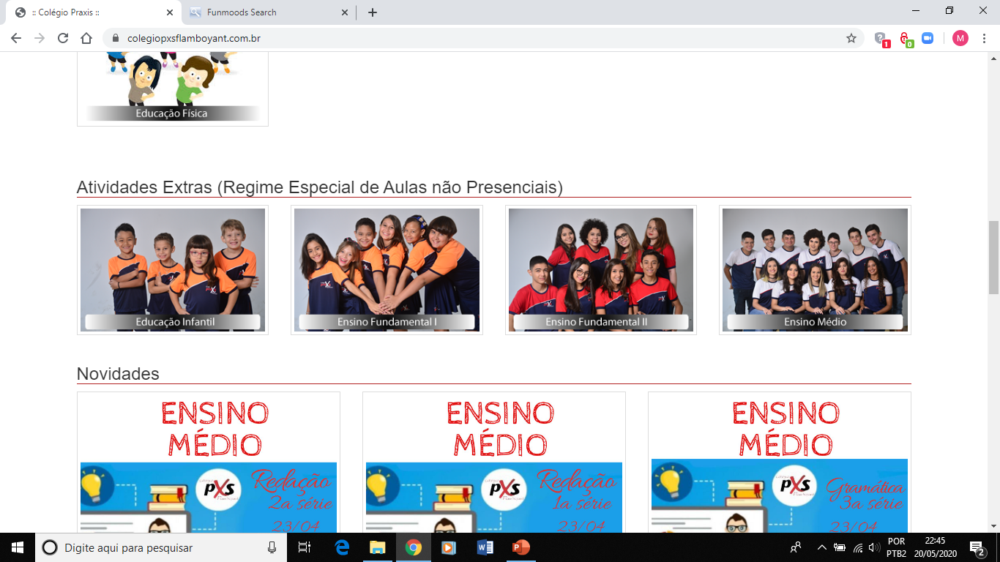 :: Colégio Praxis ::
Funmoods Search
colegiopxsflamboyant.com.br
1
0
M
Educação Física
Atividades Extras (Regime Especial de Aulas não Presenciais)
Educação Infantil
Ensino Fundamental I
Ensino Fundamental II
Ensino Médio
Novidades
ENSINO
MÉDIO
pXs
Redação
2a série
23/04
ENSINO
MÉDIO
pXs
Redação
1a série
23/04
ENSINO
MÉDIO
pXs
Gramática
3a série
23/04
Digite aqui para pesquisar
POR
PTB2
22:45
20/05/2020
2